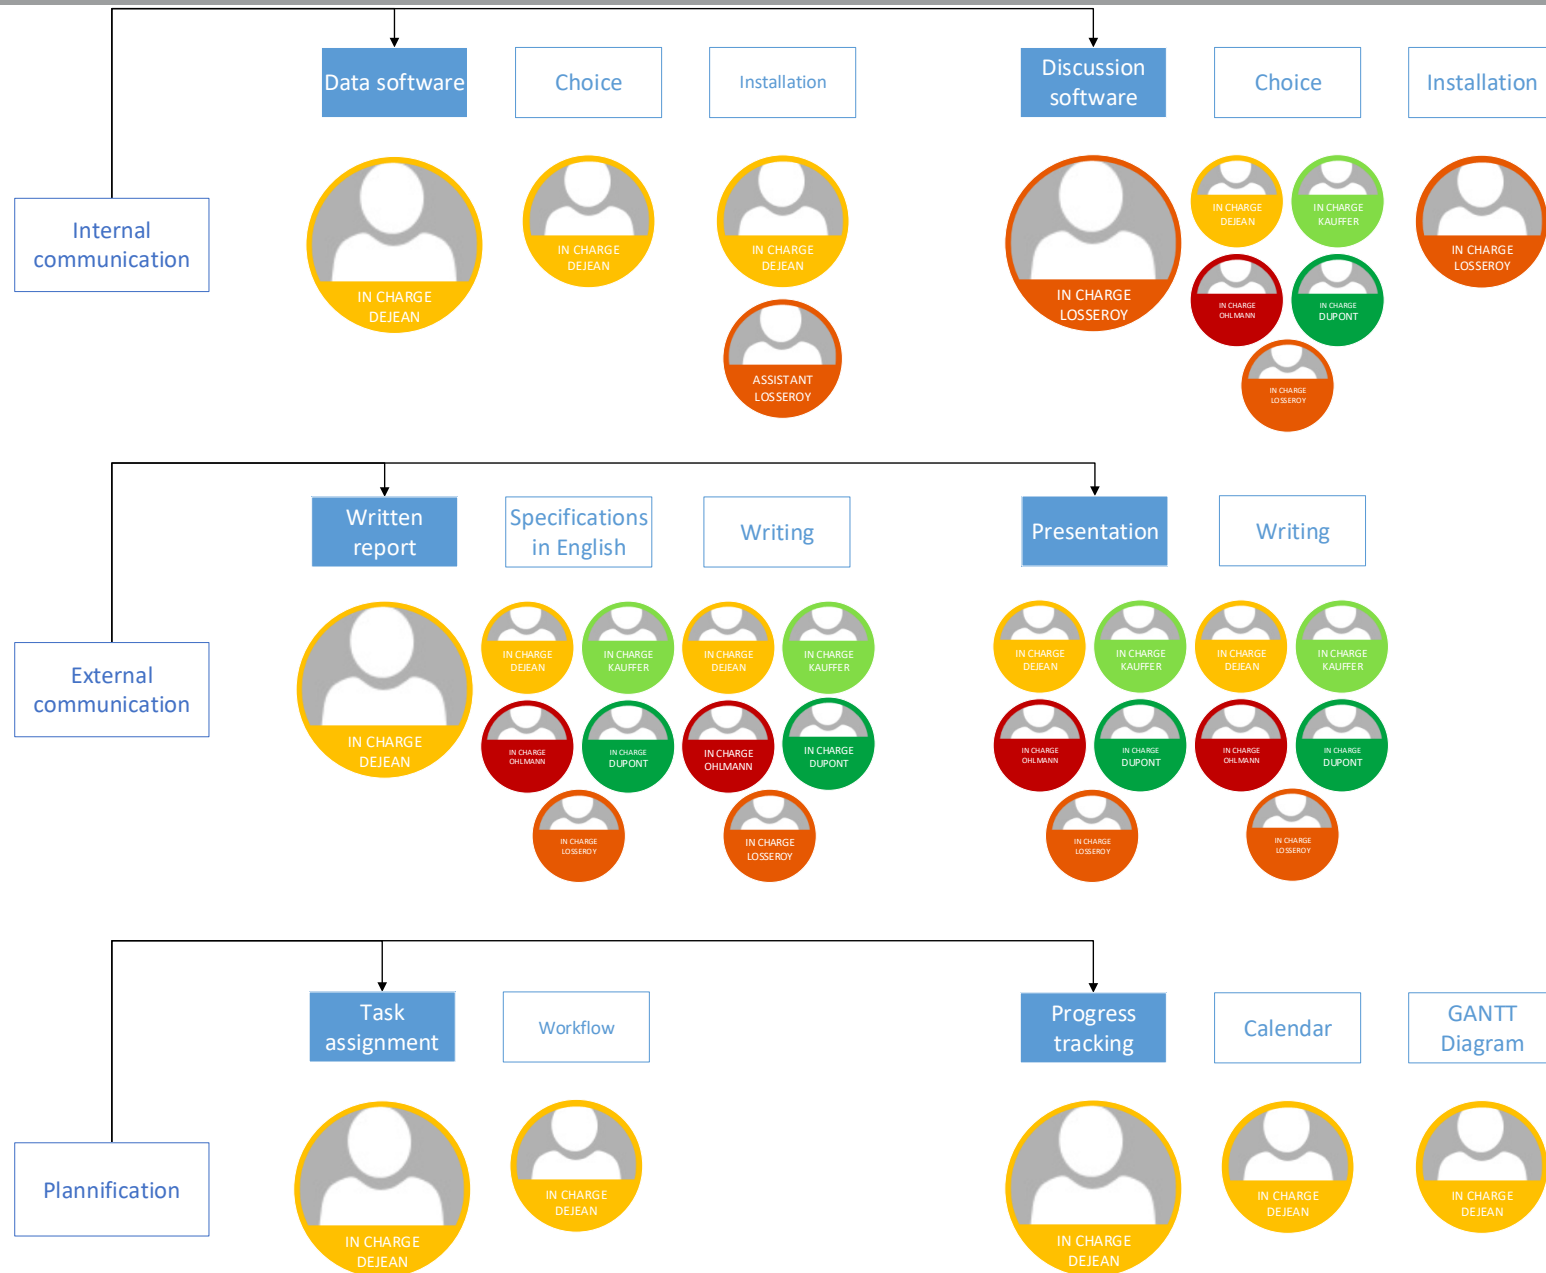 Data software
Choice
Installation
Discussion
software
Choice
Installation
Internal
communication
IN CHARGE
DEJEAN
IN CHARGE
DEJEAN
IN CHARGE
DEJEAN
ASSISTANT
LOSSEROY
IN CHARGE
LOSSEROY
IN CHARGE
DEJEAN
IN CHARGE
KAUFFER
IN CHARGE
OHLMANN
IN CHARGE
DUPONT
IN CHARGE
LOSSEROY
IN CHARGE
LOSSEROY
Written
report
Specifications
in English
Writing
Presentation
Writing
External
communication
IN CHARGE
DEJEAN
IN CHARGE
DEJEAN
IN CHARGE
KAUFFER
IN CHARGE
OHLMANN
IN CHARGE
DUPONT
IN CHARGE
LOSSEROY
IN CHARGE
DEJEAN
IN CHARGE
KAUFFER
IN CHARGE
OHLMANN
IN CHARGE
DUPONT
IN CHARGE
LOSSEROY
IN CHARGE
DEJEAN
IN CHARGE
KAUFFER
IN CHARGE
OHLMANN
IN CHARGE
DUPONT
IN CHARGE
LOSSEROY
IN CHARGE
DEJEAN
IN CHARGE
KAUFFER
IN CHARGE
OHLMANN
IN CHARGE
DUPONT
IN CHARGE
LOSSEROY
Task
assignment
Workflow
Progress
tracking
Calendar
GANTT
Diagram
Plannification
IN CHARGE
DEJEAN
IN CHARGE
DEJEAN
IN CHARGE
DEJEAN
IN CHARGE
DEJEAN
IN CHARGE
DEJEAN